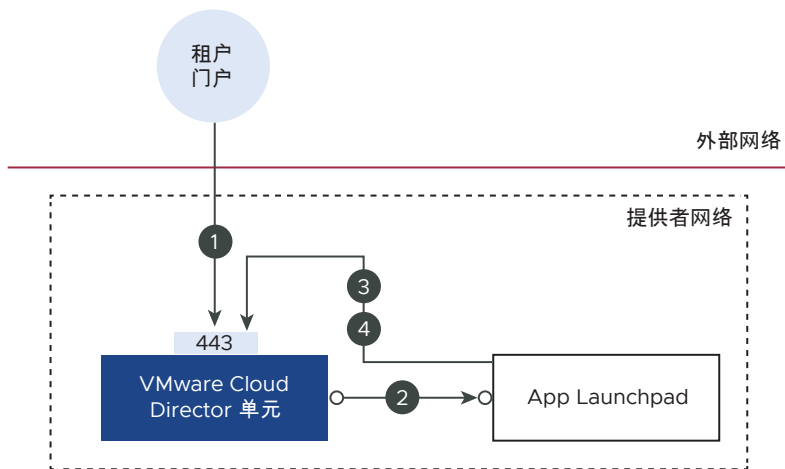 租户
门户
外部网络
提供者网络
1
3
4
443
VMware Cloud
Director 单元
2
App Launchpad